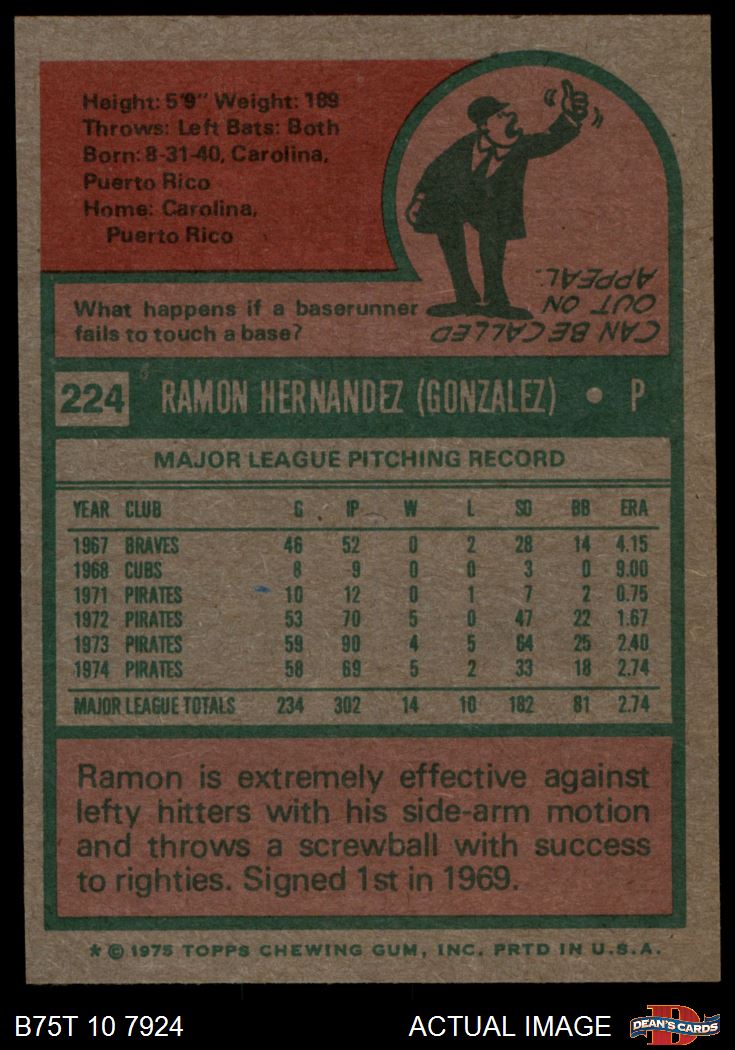 Height: 5'9" Weight: 189
Throws: Left Bats: Both
Born: 8-31-40, Carolina,
Puerto Rico
Home: Carolina,
Puerto Rico
What happens if a baserunner
fails to touch a base?
CAN BE CALLED
OUT ON
APPEAL.
224 RAMON HERNANDEZ (GONZALEZ) • P
MAJOR LEAGUE PITCHING RECORD
YEAR CLUB G IP W L SO BB ERA
1967 BRAVES 46 52 0 2 28 14 4.15
1968 CUBS 8 9 0 0 3 0 9.00
1971 PIRATES 10 12 0 1 7 2 0.75
1972 PIRATES 53 70 5 0 47 22 1.67
1973 PIRATES 59 90 4 5 64 25 2.40
1974 PIRATES 58 69 5 2 33 18 2.74
MAJOR LEAGUE TOTALS 234 302 14 10 182 81 2.74
Ramon is extremely effective against
lefty hitters with his side-arm motion
and throws a screwball with success
to righties. Signed 1st in 1969.
* © 1975 TOPPS CHEWING GUM, INC. PRTD IN U.S.A.
B75T 10 7924 ACTUAL IMAGE
D
DEAN'S CARDS